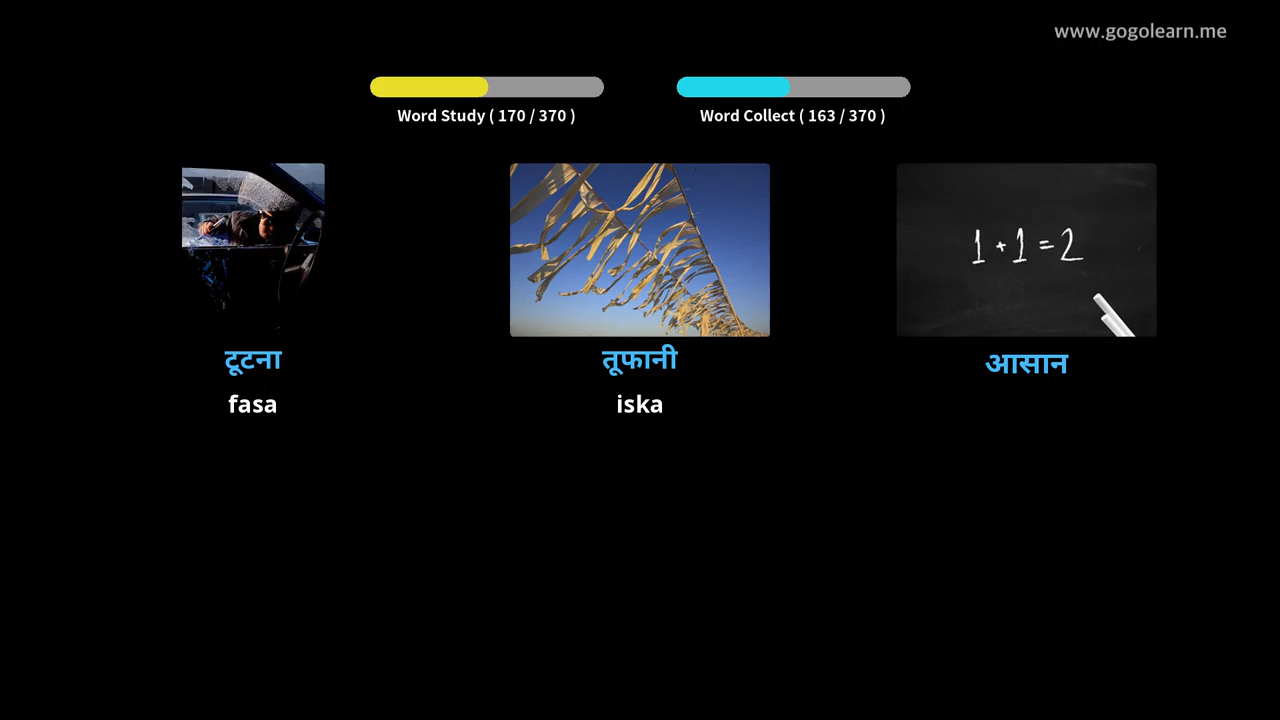 www.gogolearn.me
Word Study ( 170 / 370 )
Word Collect ( 163 / 370 )
1 + 1 = 2
टूटना
तूफानी
आसान
fasa
iska